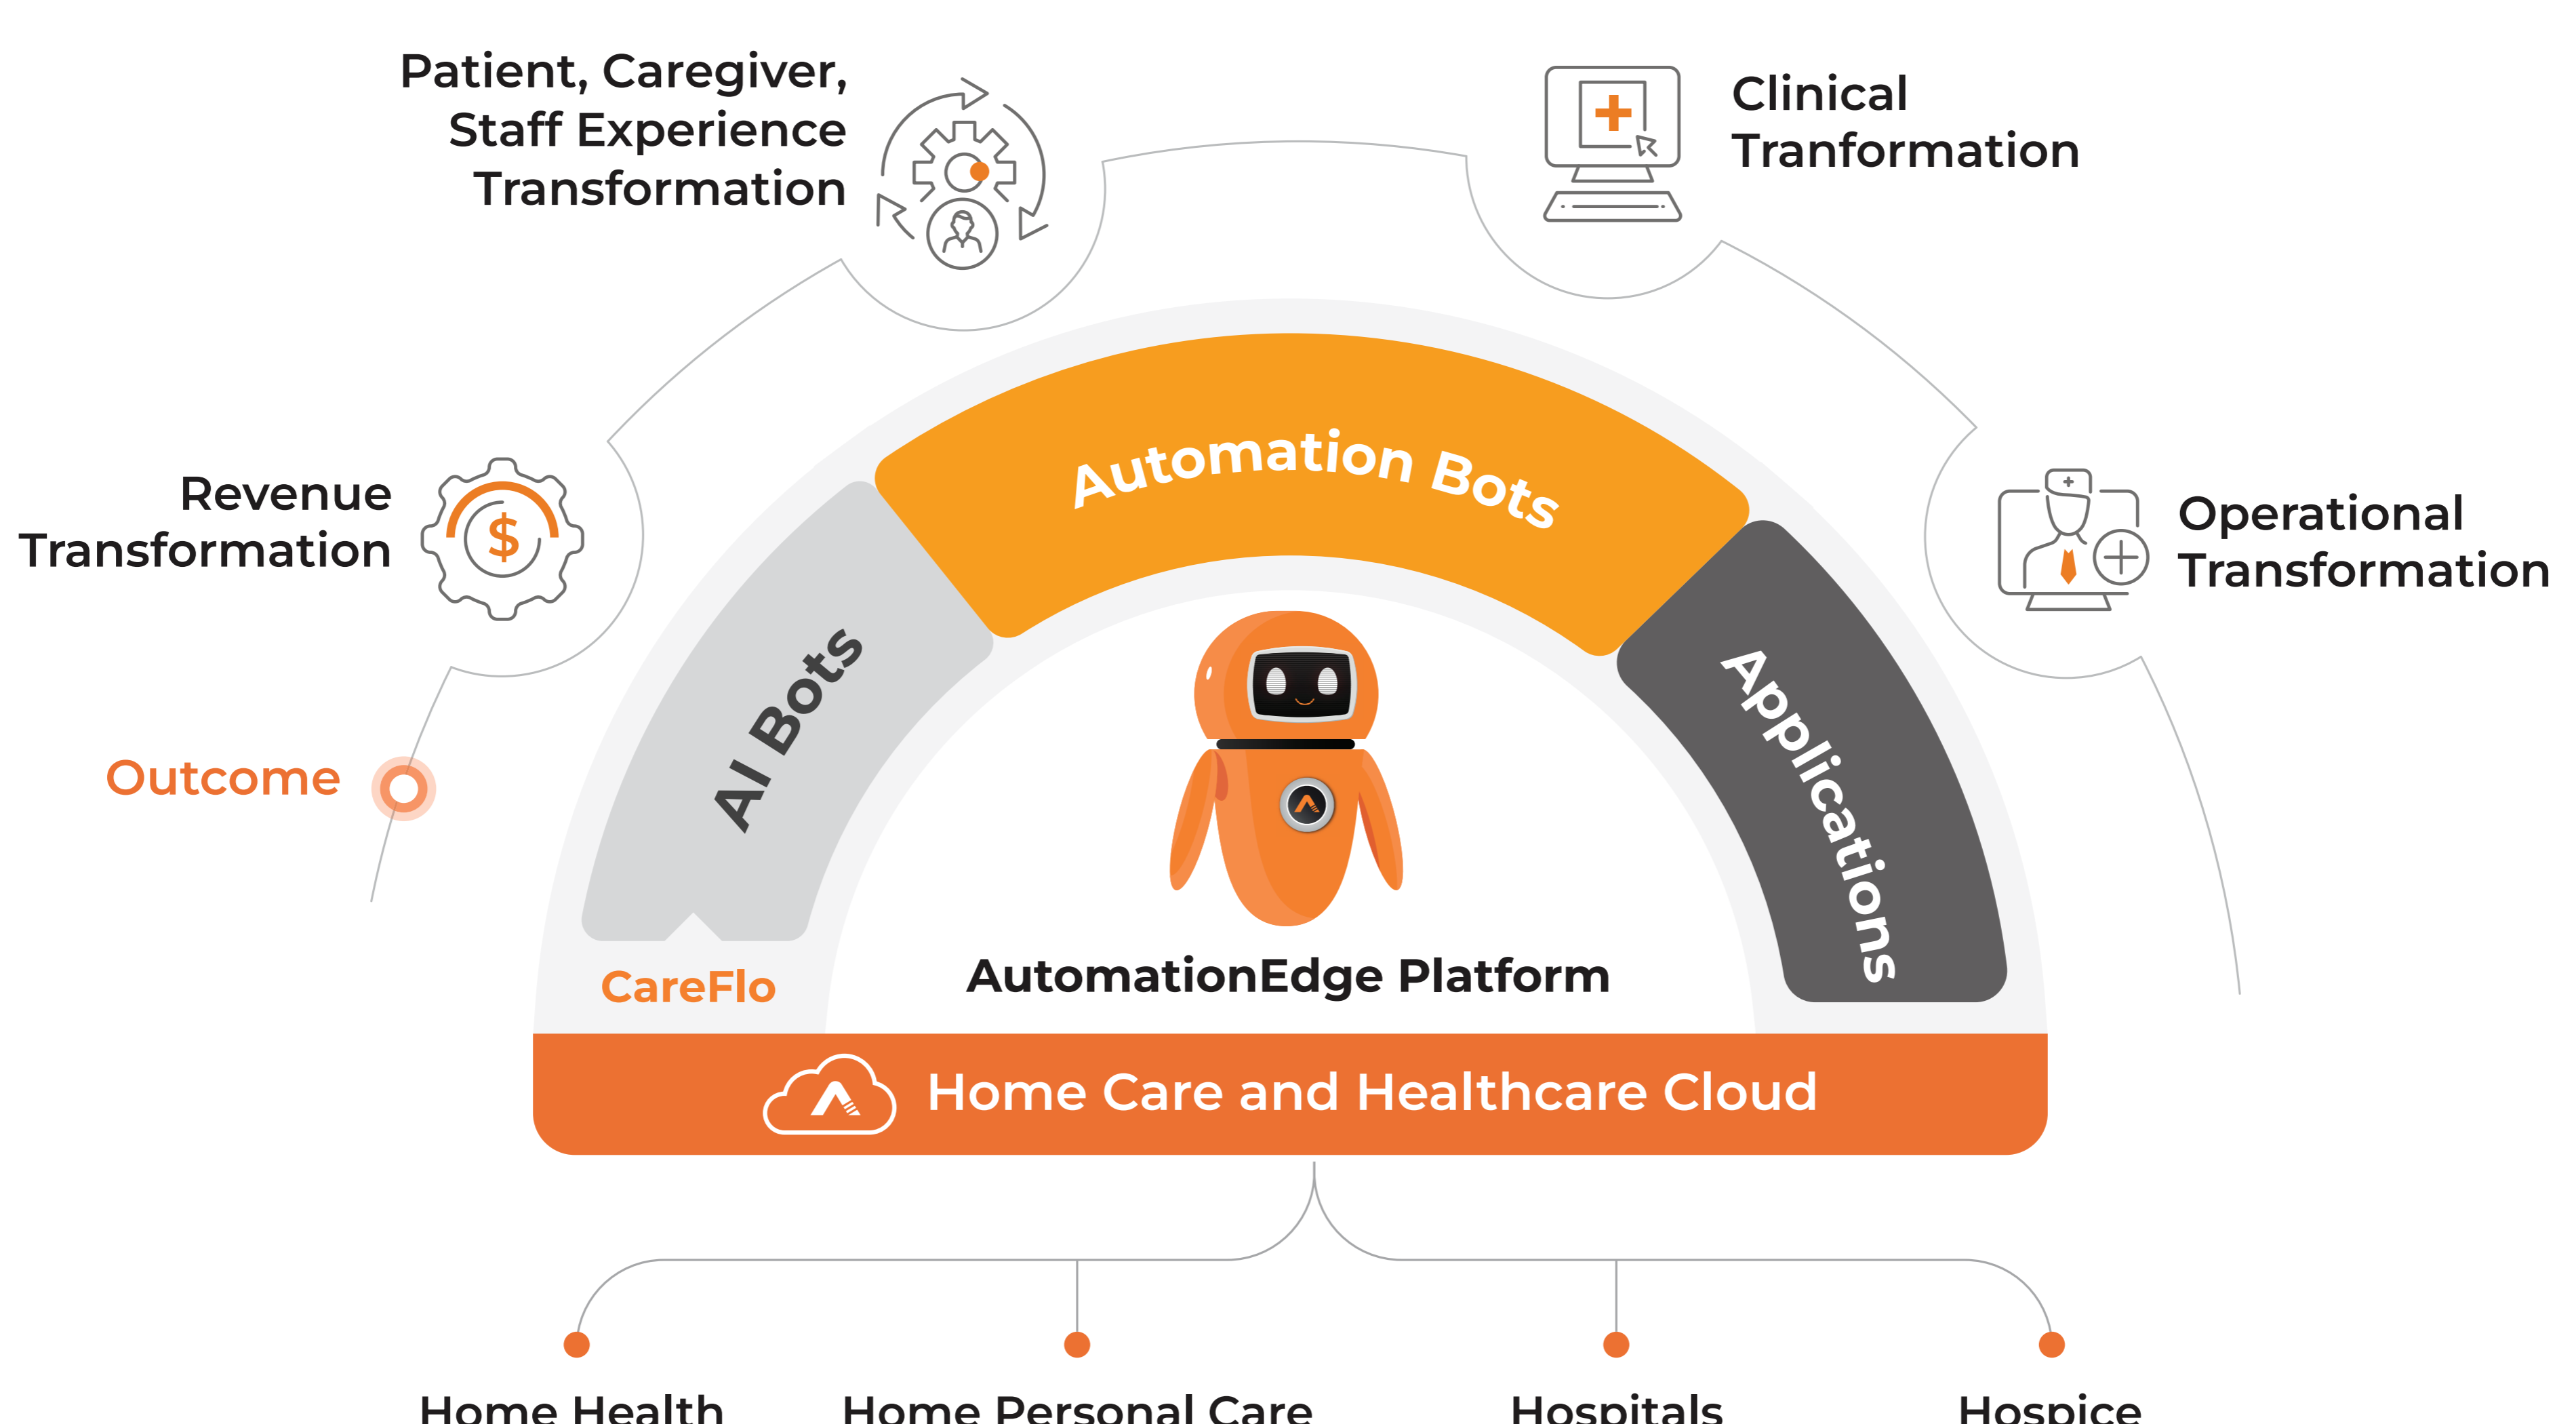 Patient, Caregiver,
Staff Experience
Transformation
Clinical
Tranformation
Revenue
Transformation
$
Operational
Transformation
Outcome
AI Bots
Automation Bots
Applications
CareFlo
AutomationEdge Platform
Home Care and Healthcare Cloud
Home Health
Home Personal Care
Hospitals
Hospice